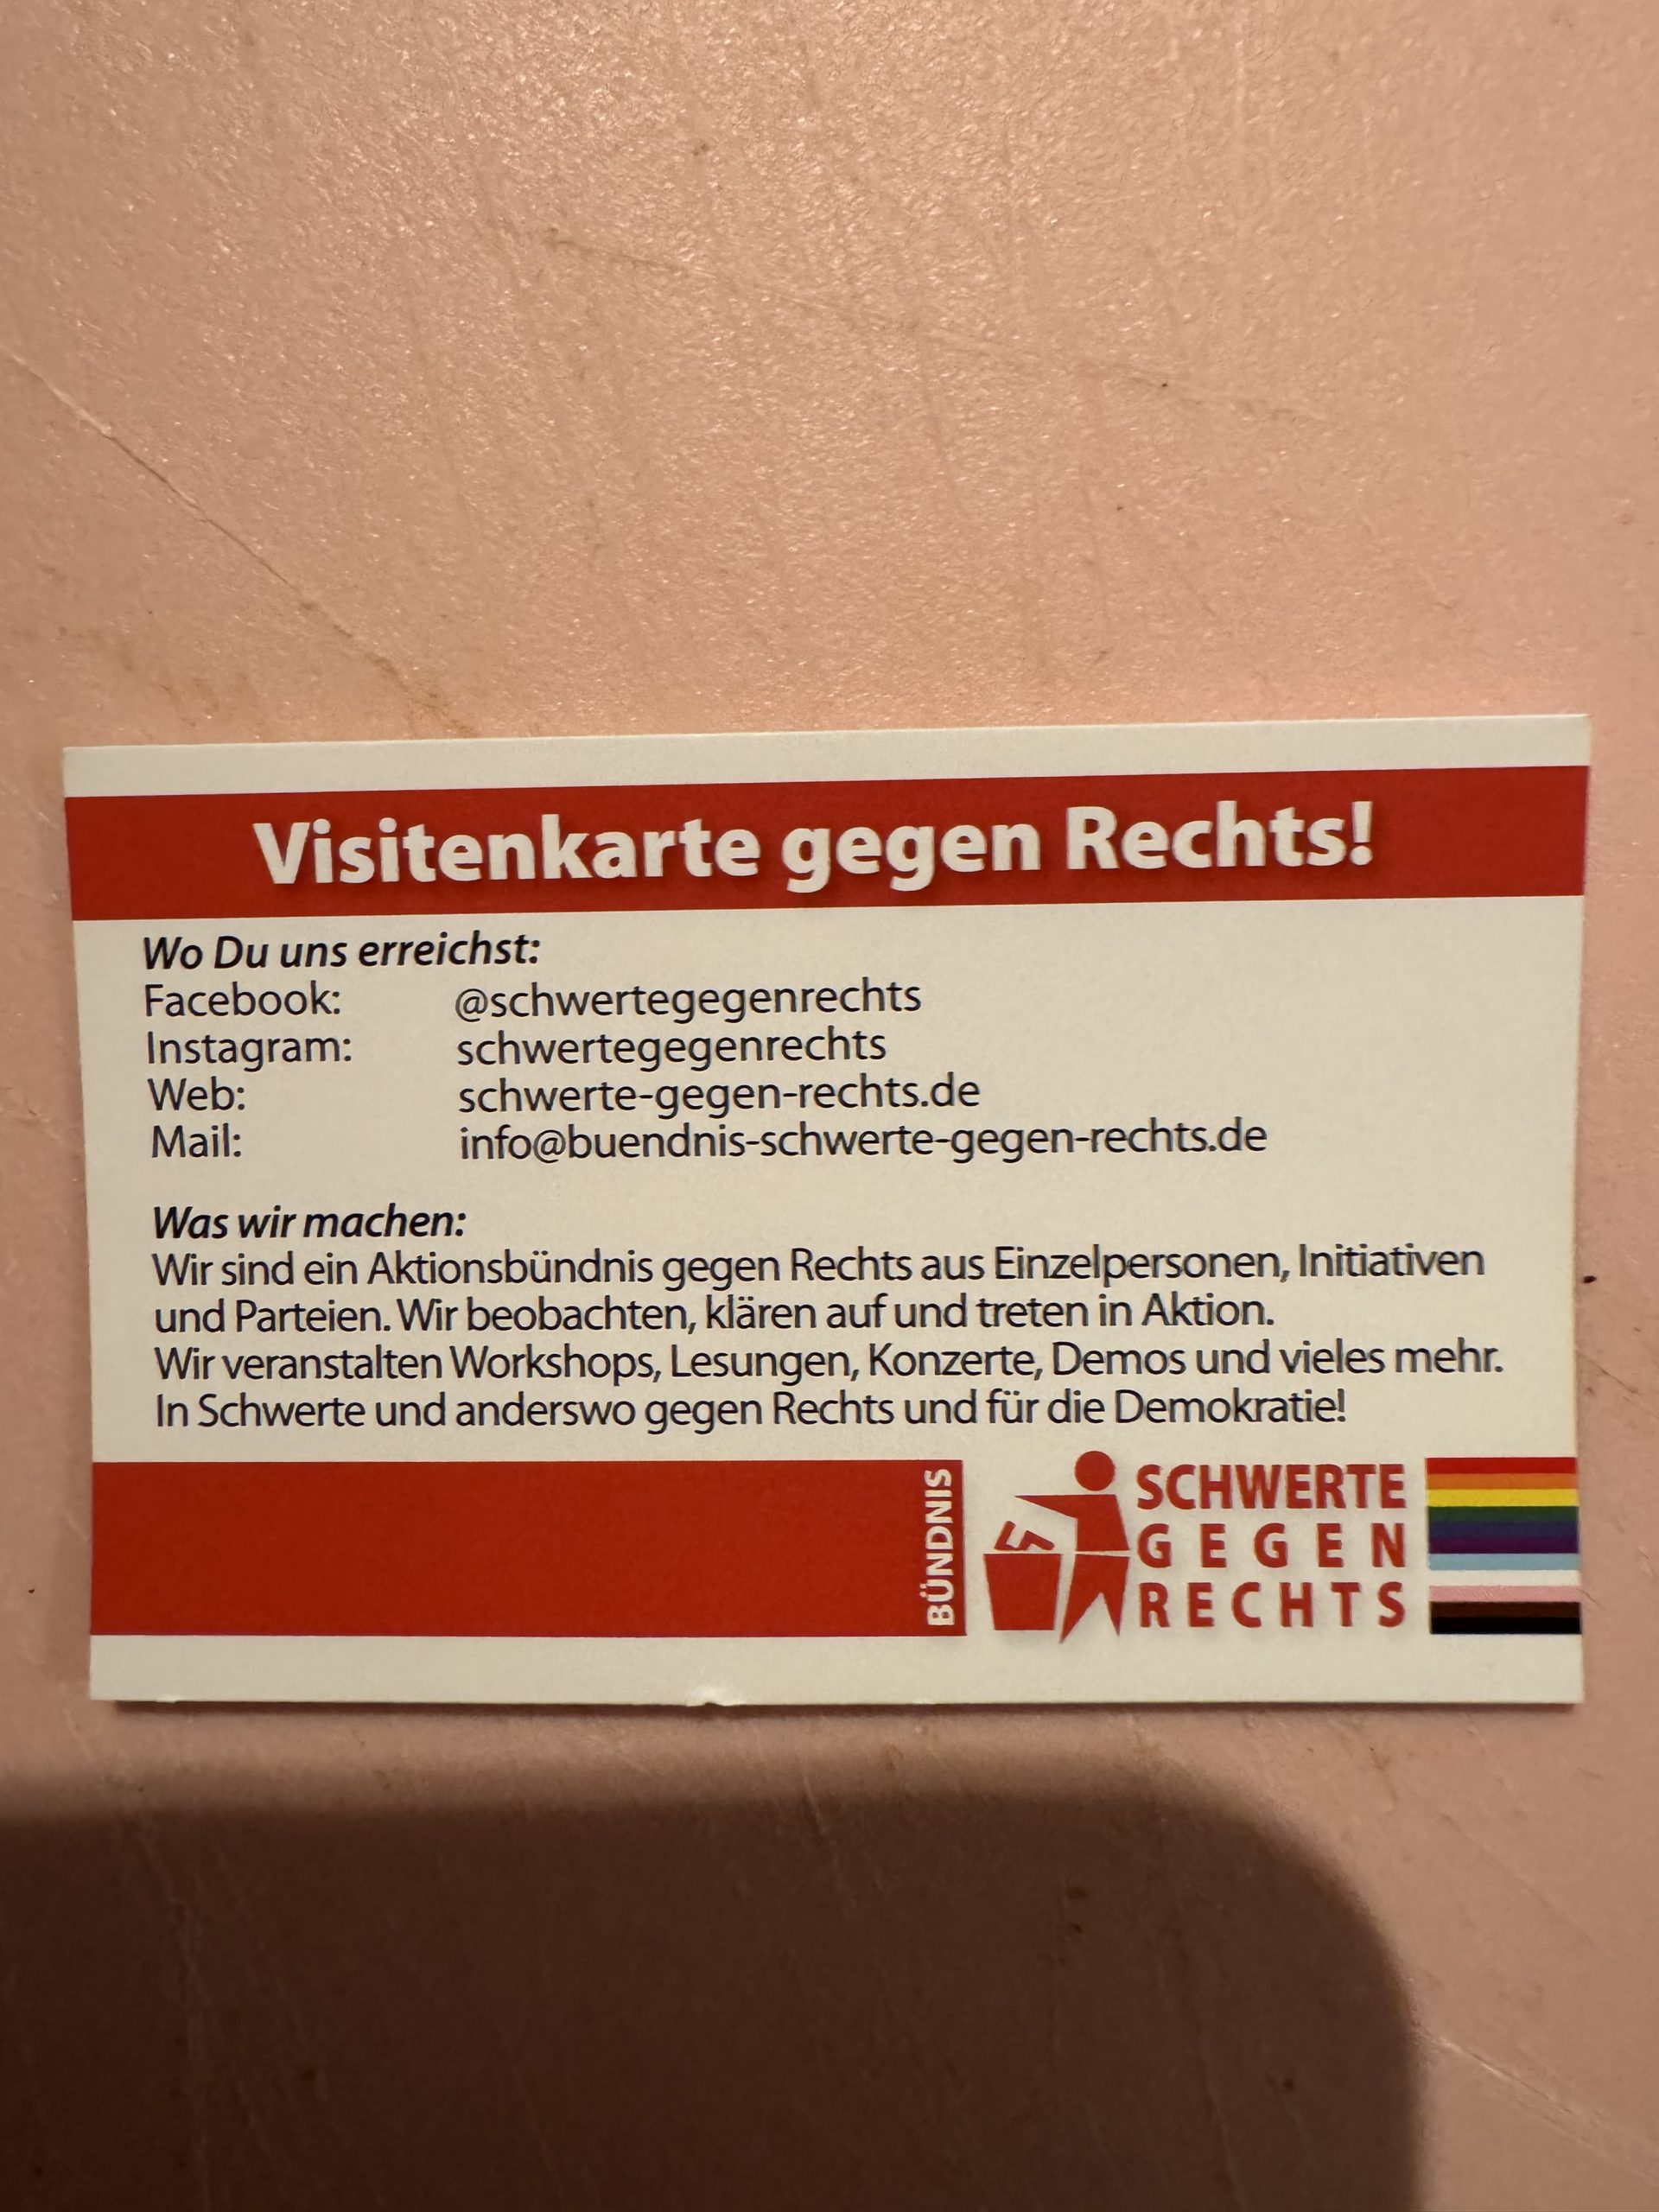 Visitenkarte gegen Rechts!
Wo Du uns erreichst:
Facebook: @schwertegegenrechts
Instagram: schwertegegenrechts
Web: schwerte-gegen-rechts.de
Mail: info@buendnis-schwerte-gegen-rechts.de
Was wir machen:
Wir sind ein Aktionsbündnis gegen Rechts aus Einzelpersonen, Initiativen
und Parteien. Wir beobachten, klären auf und treten in Aktion.
Wir veranstalten Workshops, Lesungen, Konzerte, Demos und vieles mehr.
In Schwerte und anderswo gegen Rechts und für die Demokratie!
BÜNDNIS
SCHWERTE
GEGEN
RECHTS